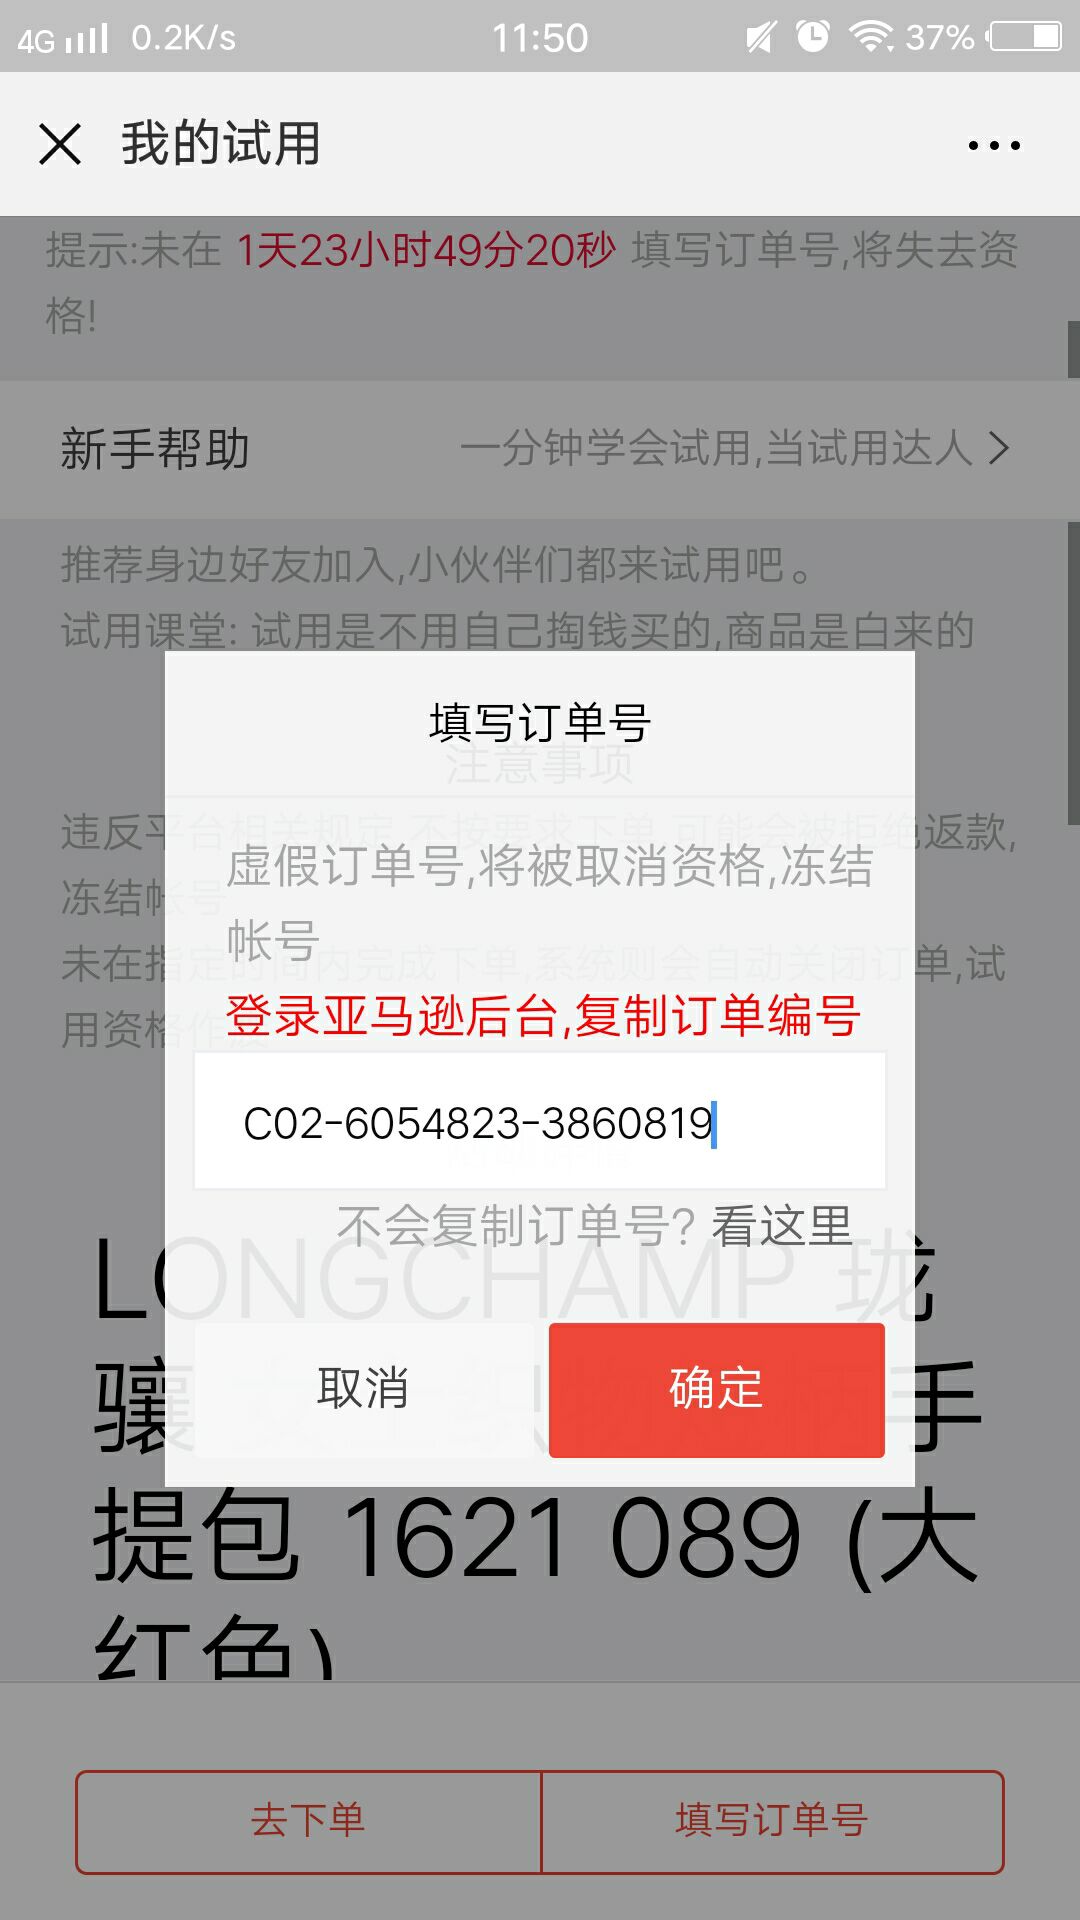 4G 0.2K/s 11:50 37%
我的试用
提示:未在 1天23小时49分20秒 填写订单号,将失去资
格!
新手帮助 一分钟学会试用,当试用达人
推荐身边好友加入,小伙伴们都来试用吧。
试用课堂: 试用是不用自己掏钱买的,商品是白来的
填写订单号
注意事项
违反平台相关规定,不按要求下单,可能会被拒绝返款,
冻结帐号
未在指定时间内完成下单,系统则会自动关闭订单,试
用资格作废
虚假订单号,将被取消资格,冻结
帐号
登录亚马逊后台,复制订单编号
C02-6054823-3860819
不会复制订单号? 看这里
取消 确定
LONGCHAMP 珑
骧 手
提包 1621 089 (大
红色)
去下单 填写订单号